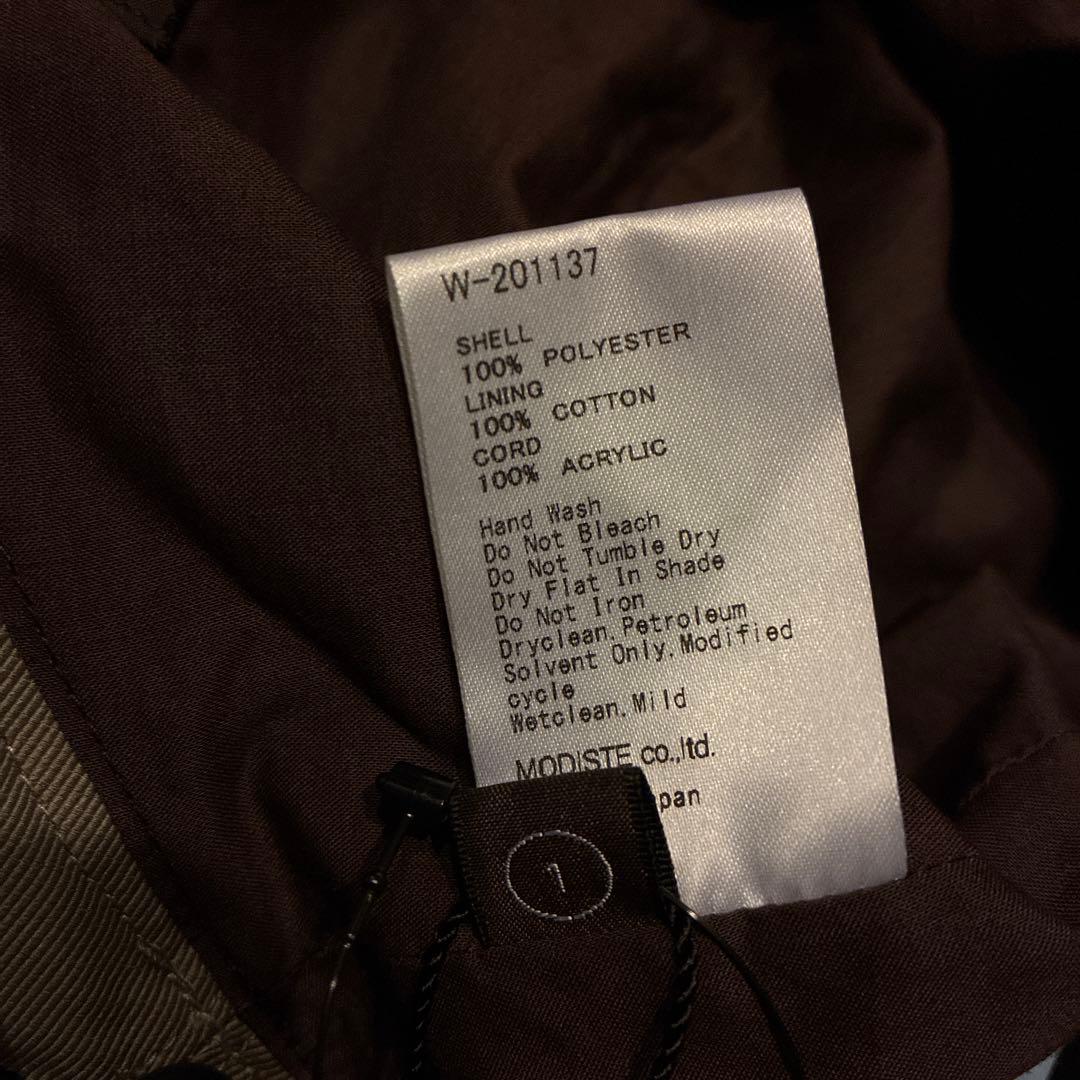 W-201137
SHELL
100% POLYESTER
LINING
100% COTTON
CORD
100% ACRYLIC
Hand Wash
Do Not Bleach
Do Not Tumble Dry
Dry Flat In Shade
Do Not Iron
Dryclean.Petroleum
Solvent Only.Modified
cycle
Wetclean.Mild
MODISTE co.,ltd.
1